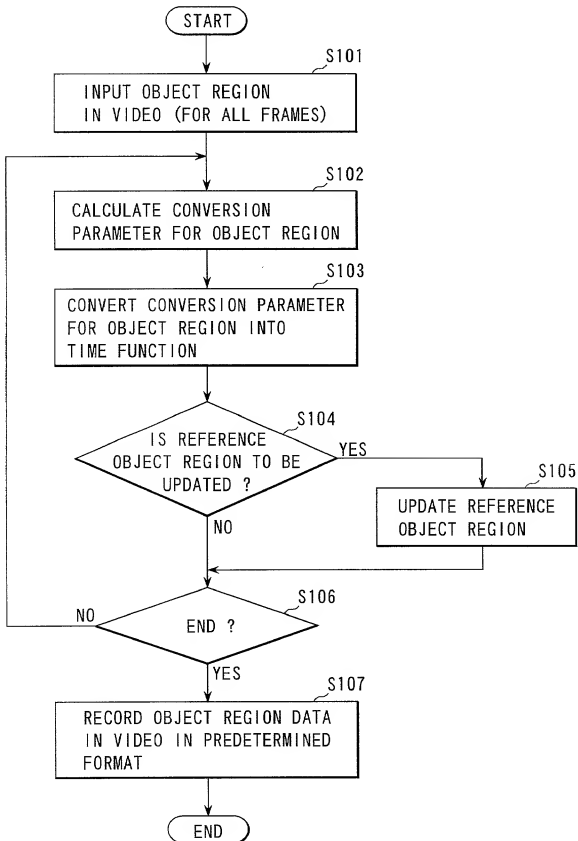 START
S101
INPUT OBJECT REGION
IN VIDEO (FOR ALL FRAMES)
S102
CALCULATE CONVERSION
PARAMETER FOR OBJECT REGION
S103
CONVERT CONVERSION PARAMETER
FOR OBJECT REGION INTO
TIME FUNCTION
S104
IS REFERENCE
OBJECT REGION TO BE
UPDATED ?
YES
NO
S105
UPDATE REFERENCE
OBJECT REGION
S106
END ?
NO
YES
S107
RECORD OBJECT REGION DATA
IN VIDEO IN PREDETERMINED
FORMAT
END